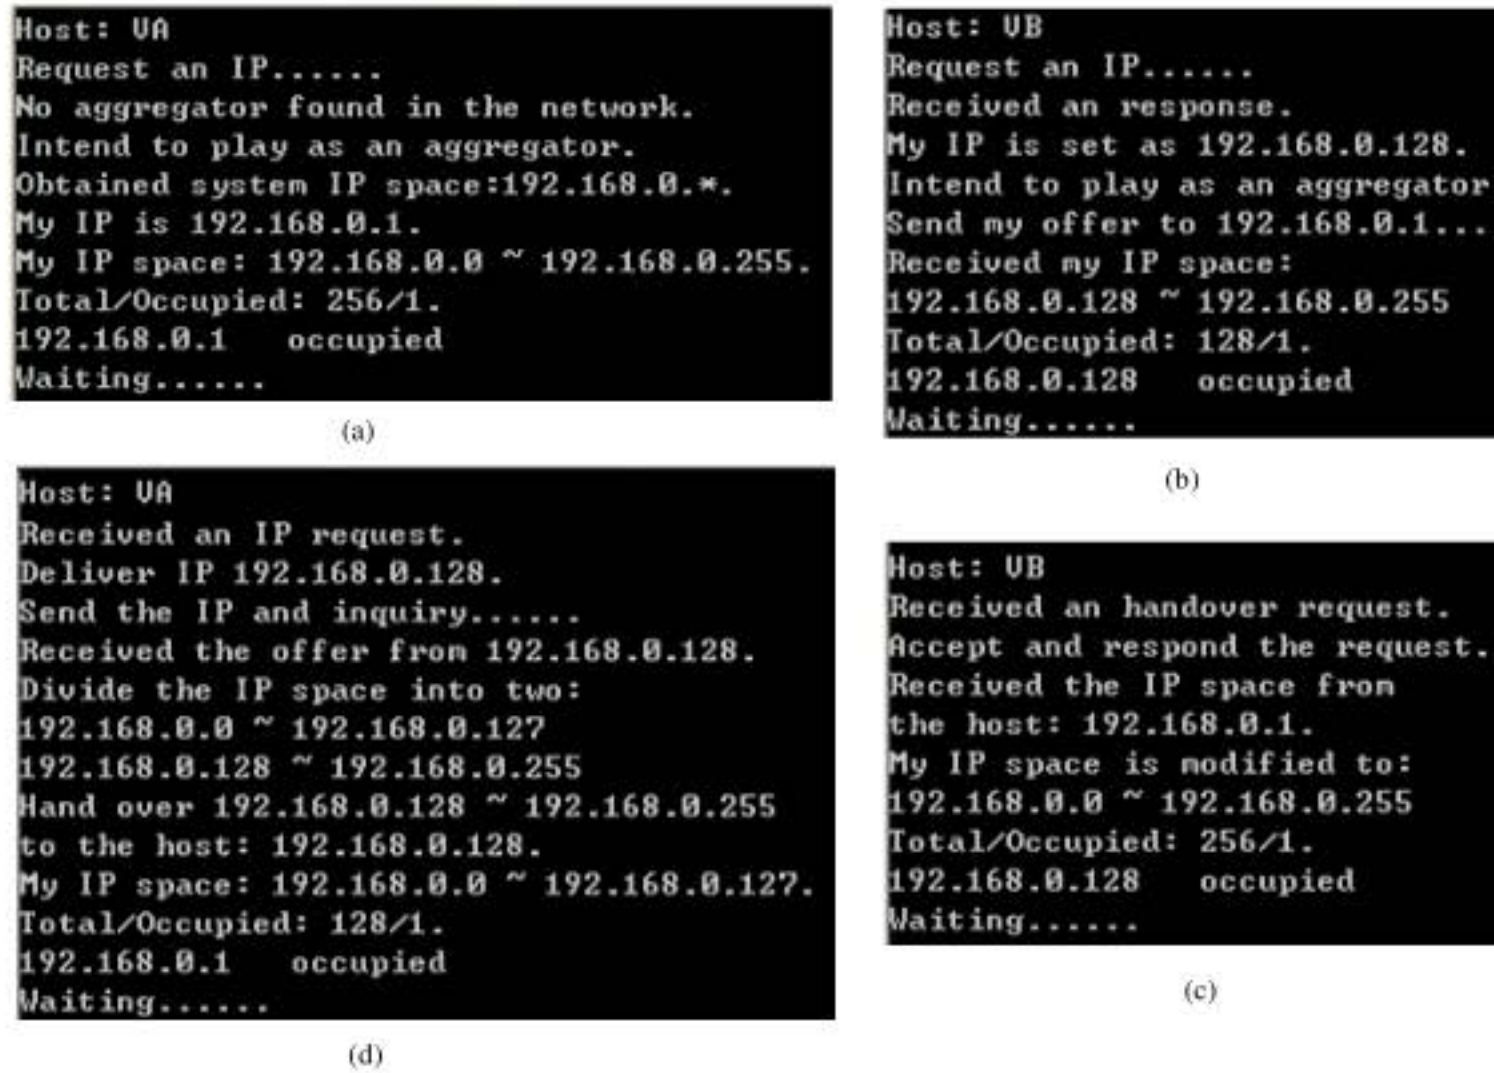 Host: VA
Request an IP......
No aggregator found in the network.
Intend to play as an aggregator.
Obtained system IP space:192.168.0.*.
My IP is 192.168.0.1.
My IP space: 192.168.0.0 ~ 192.168.0.255.
Total/Occupied: 256/1.
192.168.0.1 occupied
Waiting......
(a)
Host: VB
Request an IP......
Received an response.
My IP is set as 192.168.0.128.
Intend to play as an aggregator
Send my offer to 192.168.0.1...
Received my IP space:
192.168.0.128 ~ 192.168.0.255
Total/Occupied: 128/1.
192.168.0.128 occupied
Waiting......
(b)
Host: VA
Received an IP request.
Deliver IP 192.168.0.128.
Send the IP and inquiry......
Received the offer from 192.168.0.128.
Divide the IP space into two:
192.168.0.0 ~ 192.168.0.127
192.168.0.128 ~ 192.168.0.255
Hand over 192.168.0.128 ~ 192.168.0.255
to the host: 192.168.0.128.
My IP space: 192.168.0.0 ~ 192.168.0.127.
Total/Occupied: 128/1.
192.168.0.1 occupied
Waiting......
(d)
Host: VB
Received an handover request.
Accept and respond the request.
Received the IP space from
the host: 192.168.0.1.
My IP space is modified to:
192.168.0.0 ~ 192.168.0.255
Total/Occupied: 256/1.
192.168.0.128 occupied
Waiting......
(c)